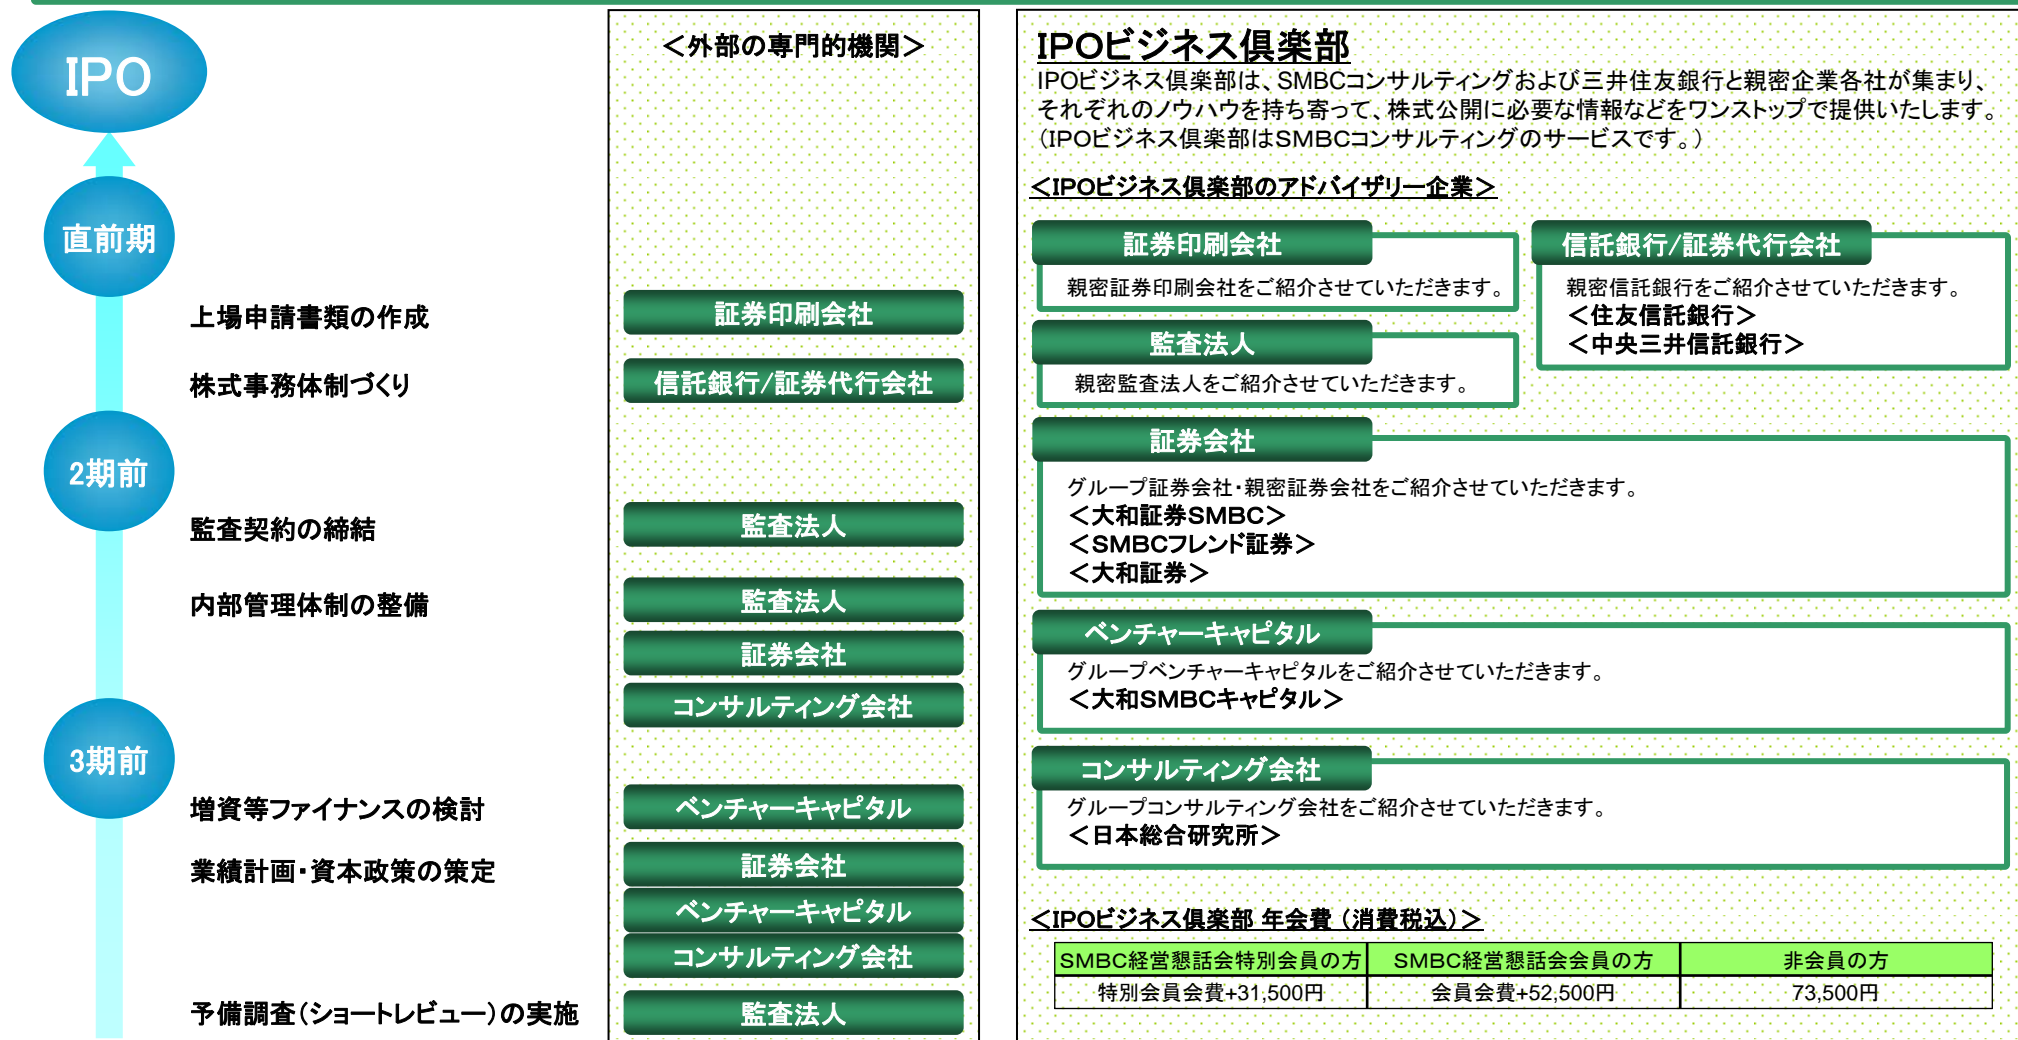 IPO
直前期
上場申請書類の作成
株式事務体制づくり
2期前
監査契約の締結
内部管理体制の整備
3期前
増資等ファイナンスの検討
業績計画・資本政策の策定
予備調査(ショートレビュー)の実施
＜外部の専門的機関＞
証券印刷会社
信託銀行/証券代行会社
監査法人
監査法人
証券会社
コンサルティング会社
ベンチャーキャピタル
証券会社
ベンチャーキャピタル
コンサルティング会社
監査法人
IPOビジネス倶楽部
IPOビジネス倶楽部は、SMBCコンサルティングおよび三井住友銀行と親密企業各社が集まり、
それぞれのノウハウを持ち寄って、株式公開に必要な情報などをワンストップで提供いたします。
（IPOビジネス倶楽部はSMBCコンサルティングのサービスです。）
＜IPOビジネス倶楽部のアドバイザリー企業＞
証券印刷会社
親密証券印刷会社をご紹介させていただきます。
信託銀行/証券代行会社
親密信託銀行をご紹介させていただきます。
＜住友信託銀行＞
＜中央三井信託銀行＞
監査法人
親密監査法人をご紹介させていただきます。
証券会社
グループ証券会社・親密証券会社をご紹介させていただきます。
＜大和証券SMBC＞
＜SMBCフレンド証券＞
＜大和証券＞
ベンチャーキャピタル
グループベンチャーキャピタルをご紹介させていただきます。
＜大和SMBCキャピタル＞
コンサルティング会社
グループコンサルティング会社をご紹介させていただきます。
＜日本総合研究所＞
＜IPOビジネス倶楽部 年会費（消費税込）＞
SMBC経営懇話会特別会員の方 SMBC経営懇話会会員の方 非会員の方
特別会員会費+31,500円 会員会費+52,500円 73,500円